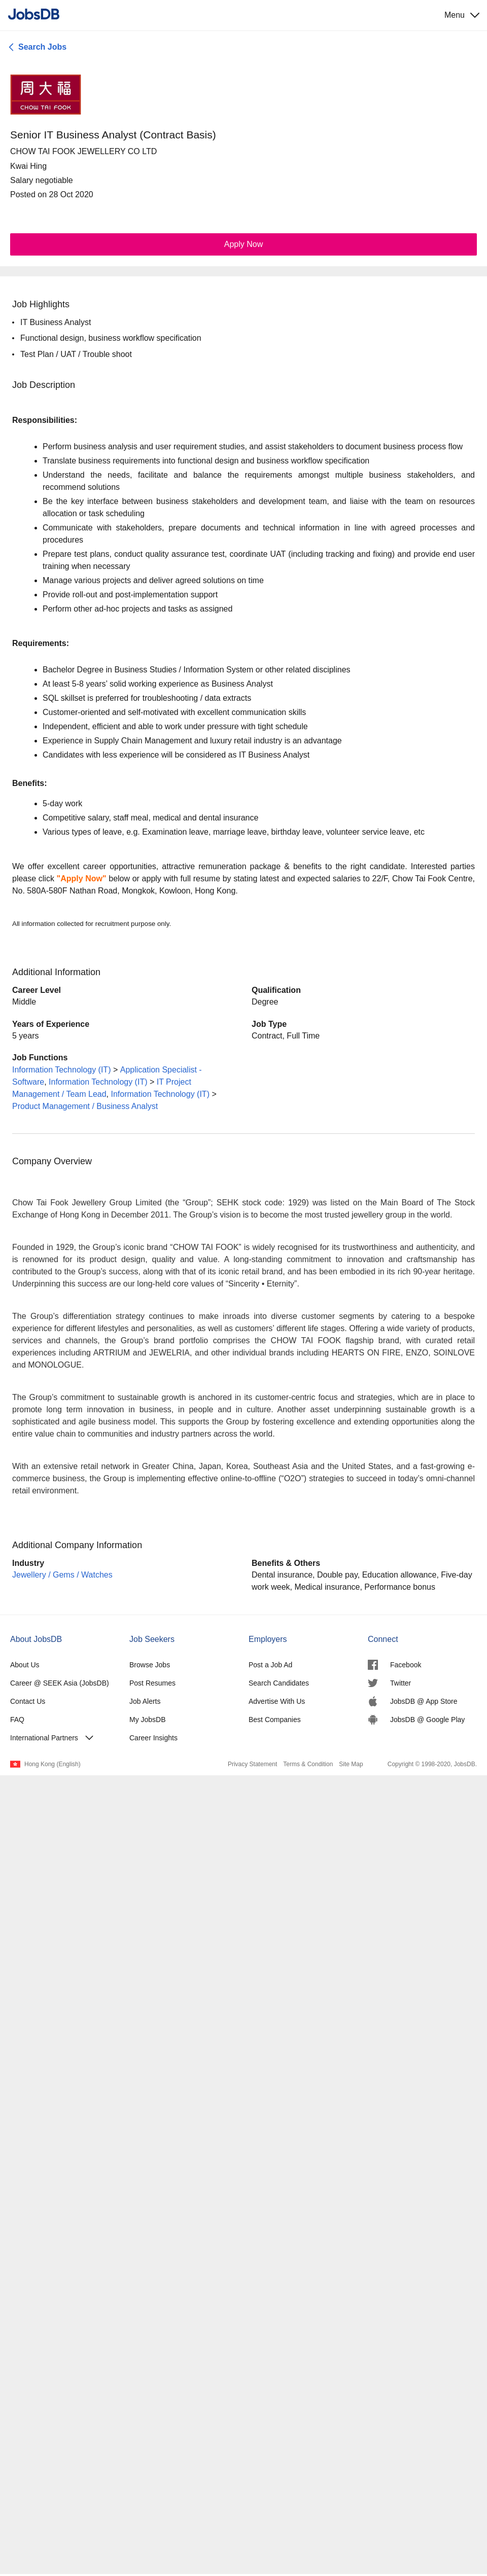 JobsDB
Menu
Search Jobs
周大福
CHOW TAI FOOK
Senior IT Business Analyst (Contract Basis)
CHOW TAI FOOK JEWELLERY CO LTD
Kwai Hing
Salary negotiable
Posted on 28 Oct 2020
Apply Now
Job Highlights
• IT Business Analyst
• Functional design, business workflow specification
• Test Plan / UAT / Trouble shoot
Job Description
Responsibilities:
• Perform business analysis and user requirement studies, and assist stakeholders to document business process flow
• Translate business requirements into functional design and business workflow specification
• Understand the needs, facilitate and balance the requirements amongst multiple business stakeholders, and
recommend solutions
• Be the key interface between business stakeholders and development team, and liaise with the team on resources
allocation or task scheduling
• Communicate with stakeholders, prepare documents and technical information in line with agreed processes and
procedures
• Prepare test plans, conduct quality assurance test, coordinate UAT (including tracking and fixing) and provide end user
training when necessary
• Manage various projects and deliver agreed solutions on time
• Provide roll-out and post-implementation support
• Perform other ad-hoc projects and tasks as assigned
Requirements:
• Bachelor Degree in Business Studies / Information System or other related disciplines
• At least 5-8 years' solid working experience as Business Analyst
• SQL skillset is preferred for troubleshooting / data extracts
• Customer-oriented and self-motivated with excellent communication skills
• Independent, efficient and able to work under pressure with tight schedule
• Experience in Supply Chain Management and luxury retail industry is an advantage
• Candidates with less experience will be considered as IT Business Analyst
Benefits:
• 5-day work
• Competitive salary, staff meal, medical and dental insurance
• Various types of leave, e.g. Examination leave, marriage leave, birthday leave, volunteer service leave, etc
We offer excellent career opportunities, attractive remuneration package & benefits to the right candidate. Interested parties
please click "Apply Now" below or apply with full resume by stating latest and expected salaries to 22/F, Chow Tai Fook Centre,
No. 580A-580F Nathan Road, Mongkok, Kowloon, Hong Kong.
All information collected for recruitment purpose only.
Additional Information
Career Level
Middle
Qualification
Degree
Years of Experience
5 years
Job Type
Contract, Full Time
Job Functions
Information Technology (IT) > Application Specialist -
Software, Information Technology (IT) > IT Project
Management / Team Lead, Information Technology (IT) >
Product Management / Business Analyst
Company Overview
Chow Tai Fook Jewellery Group Limited (the “Group”; SEHK stock code: 1929) was listed on the Main Board of The Stock
Exchange of Hong Kong in December 2011. The Group’s vision is to become the most trusted jewellery group in the world.
Founded in 1929, the Group’s iconic brand “CHOW TAI FOOK” is widely recognised for its trustworthiness and authenticity, and
is renowned for its product design, quality and value. A long-standing commitment to innovation and craftsmanship has
contributed to the Group’s success, along with that of its iconic retail brand, and has been embodied in its rich 90-year heritage.
Underpinning this success are our long-held core values of “Sincerity • Eternity”.
The Group’s differentiation strategy continues to make inroads into diverse customer segments by catering to a bespoke
experience for different lifestyles and personalities, as well as customers’ different life stages. Offering a wide variety of products,
services and channels, the Group’s brand portfolio comprises the CHOW TAI FOOK flagship brand, with curated retail
experiences including ARTRIUM and JEWELRIA, and other individual brands including HEARTS ON FIRE, ENZO, SOINLOVE
and MONOLOGUE.
The Group’s commitment to sustainable growth is anchored in its customer-centric focus and strategies, which are in place to
promote long term innovation in business, in people and in culture. Another asset underpinning sustainable growth is a
sophisticated and agile business model. This supports the Group by fostering excellence and extending opportunities along the
entire value chain to communities and industry partners across the world.
With an extensive retail network in Greater China, Japan, Korea, Southeast Asia and the United States, and a fast-growing e-
commerce business, the Group is implementing effective online-to-offline (“O2O”) strategies to succeed in today’s omni-channel
retail environment.
Additional Company Information
Industry
Jewellery / Gems / Watches
Benefits & Others
Dental insurance, Double pay, Education allowance, Five-day
work week, Medical insurance, Performance bonus
About JobsDB
About Us
Career @ SEEK Asia (JobsDB)
Contact Us
FAQ
International Partners
Job Seekers
Browse Jobs
Post Resumes
Job Alerts
My JobsDB
Career Insights
Employers
Post a Job Ad
Search Candidates
Advertise With Us
Best Companies
Connect
Facebook
Twitter
JobsDB @ App Store
JobsDB @ Google Play
Hong Kong (English)
Privacy Statement Terms & Condition Site Map
Copyright © 1998-2020, JobsDB.